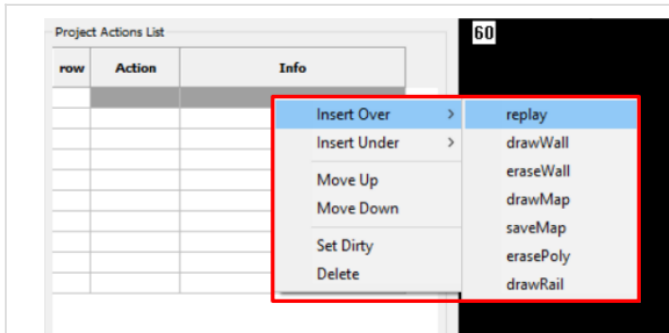 Project Actions List
60
row Action Info
Insert Over > replay
Insert Under > drawWall
eraseWall
Move Up
drawMap
Move Down
saveMap
Set Dirty
erasePoly
Delete
drawRail